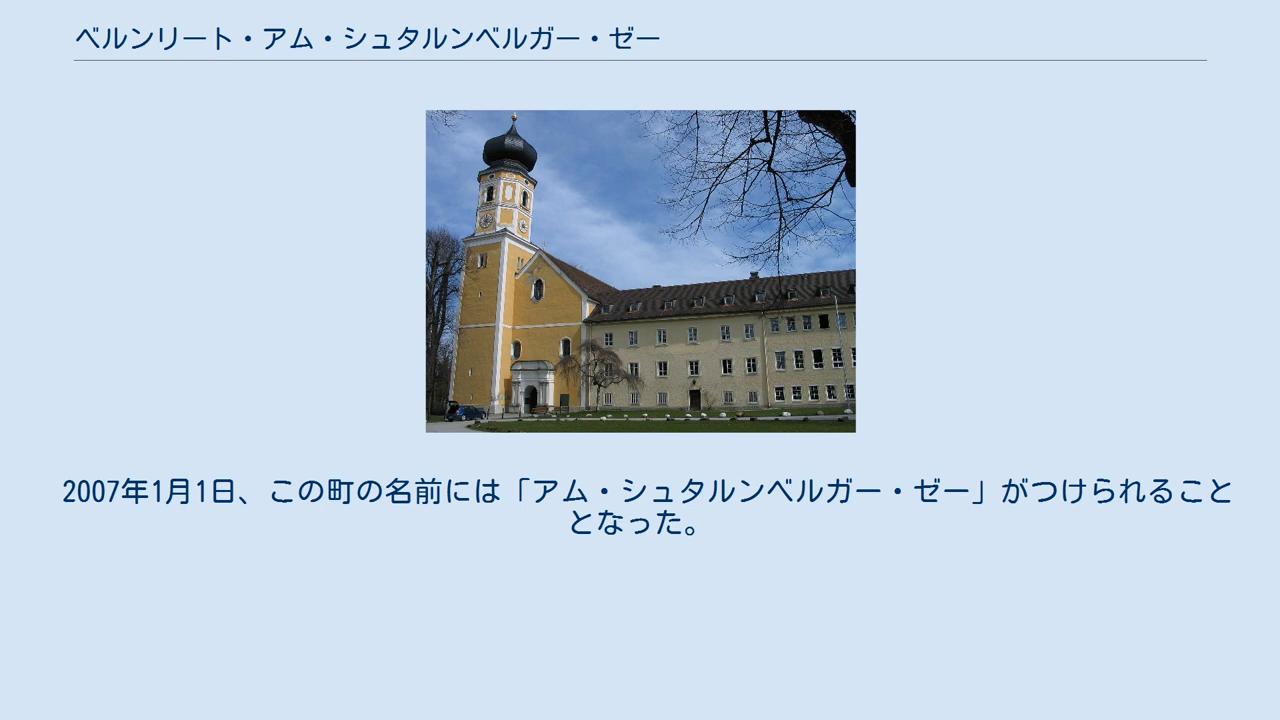 ベルンリート・アム・シュタルンベルガー・ゼー
2007年1月1日、この町の名前には「アム・シュタルンベルガー・ゼー」がつけられること
となった。